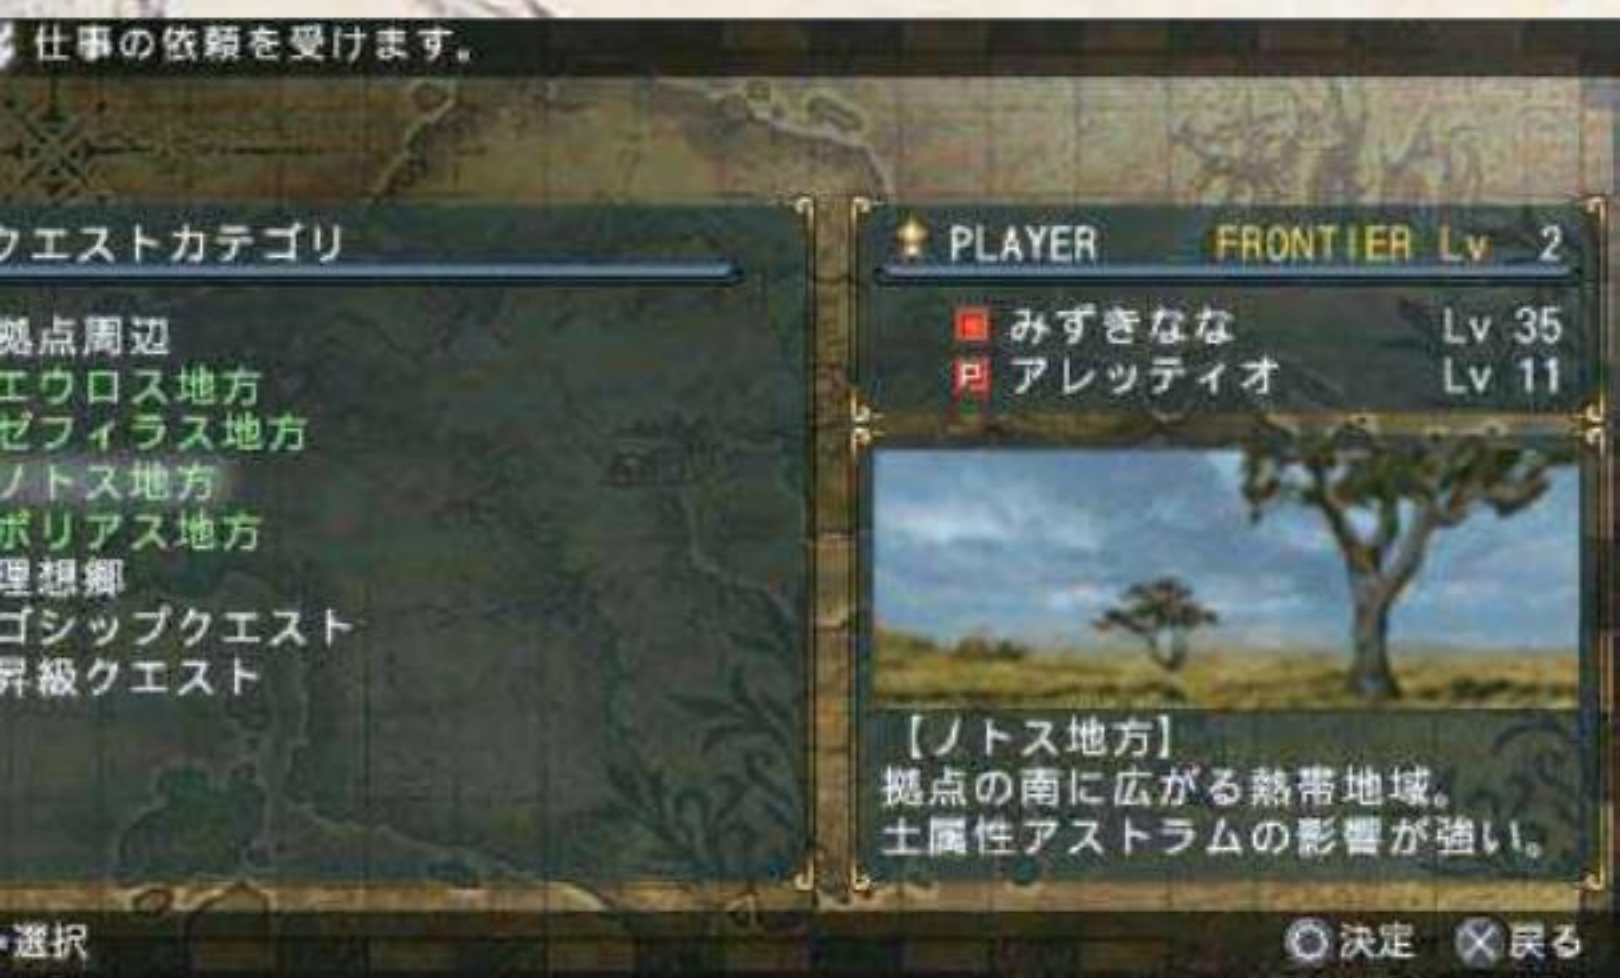 仕事の依頼を受けます。
クエストカテゴリ
拠点周辺
エウロス地方
ゼフィラス地方
ノトス地方
ボリアス地方
理想郷
ゴシップクエスト
昇級クエスト
PLAYER FRONTIER Lv 2
みずきなな Lv 35
P アレッティオ Lv 11
【ノトス地方】
拠点の南に広がる熱帯地域。
土属性アストラムの影響が強い。
選択 決定 戻る